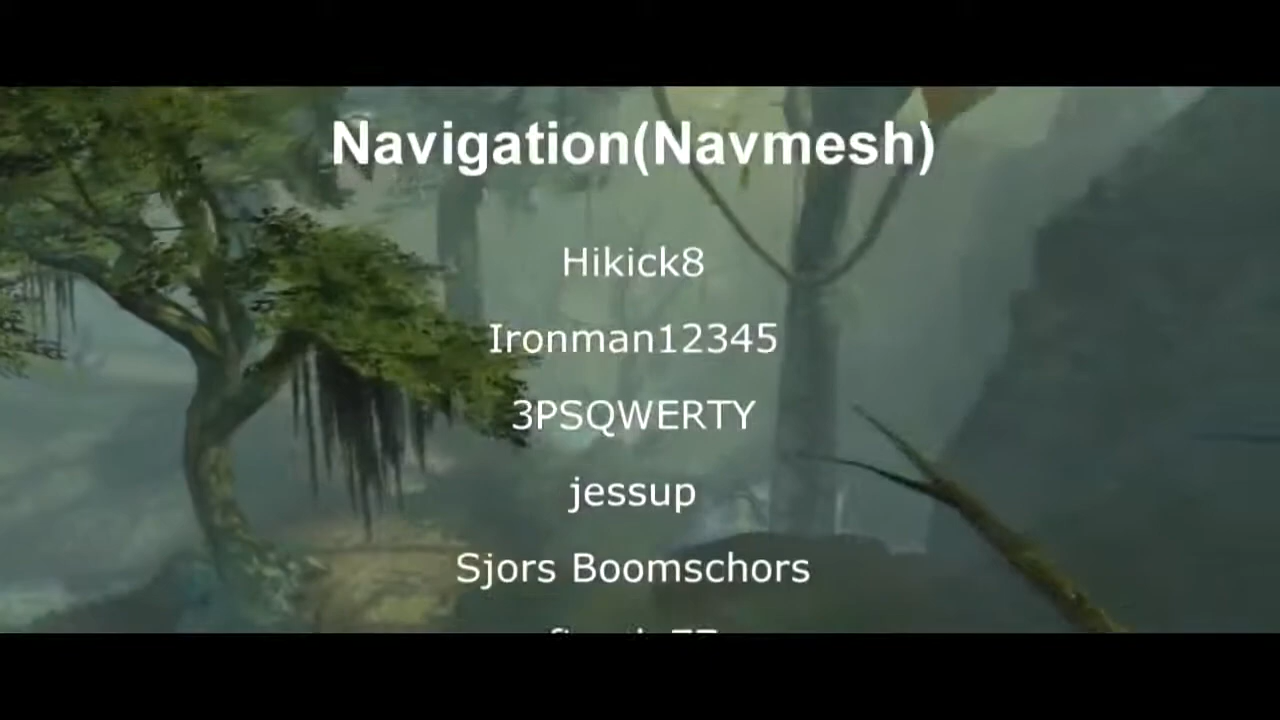 Navigation(Navmesh)
Hikick8
Ironman12345
3PSQWERTY
jessup
Sjors Boomschors